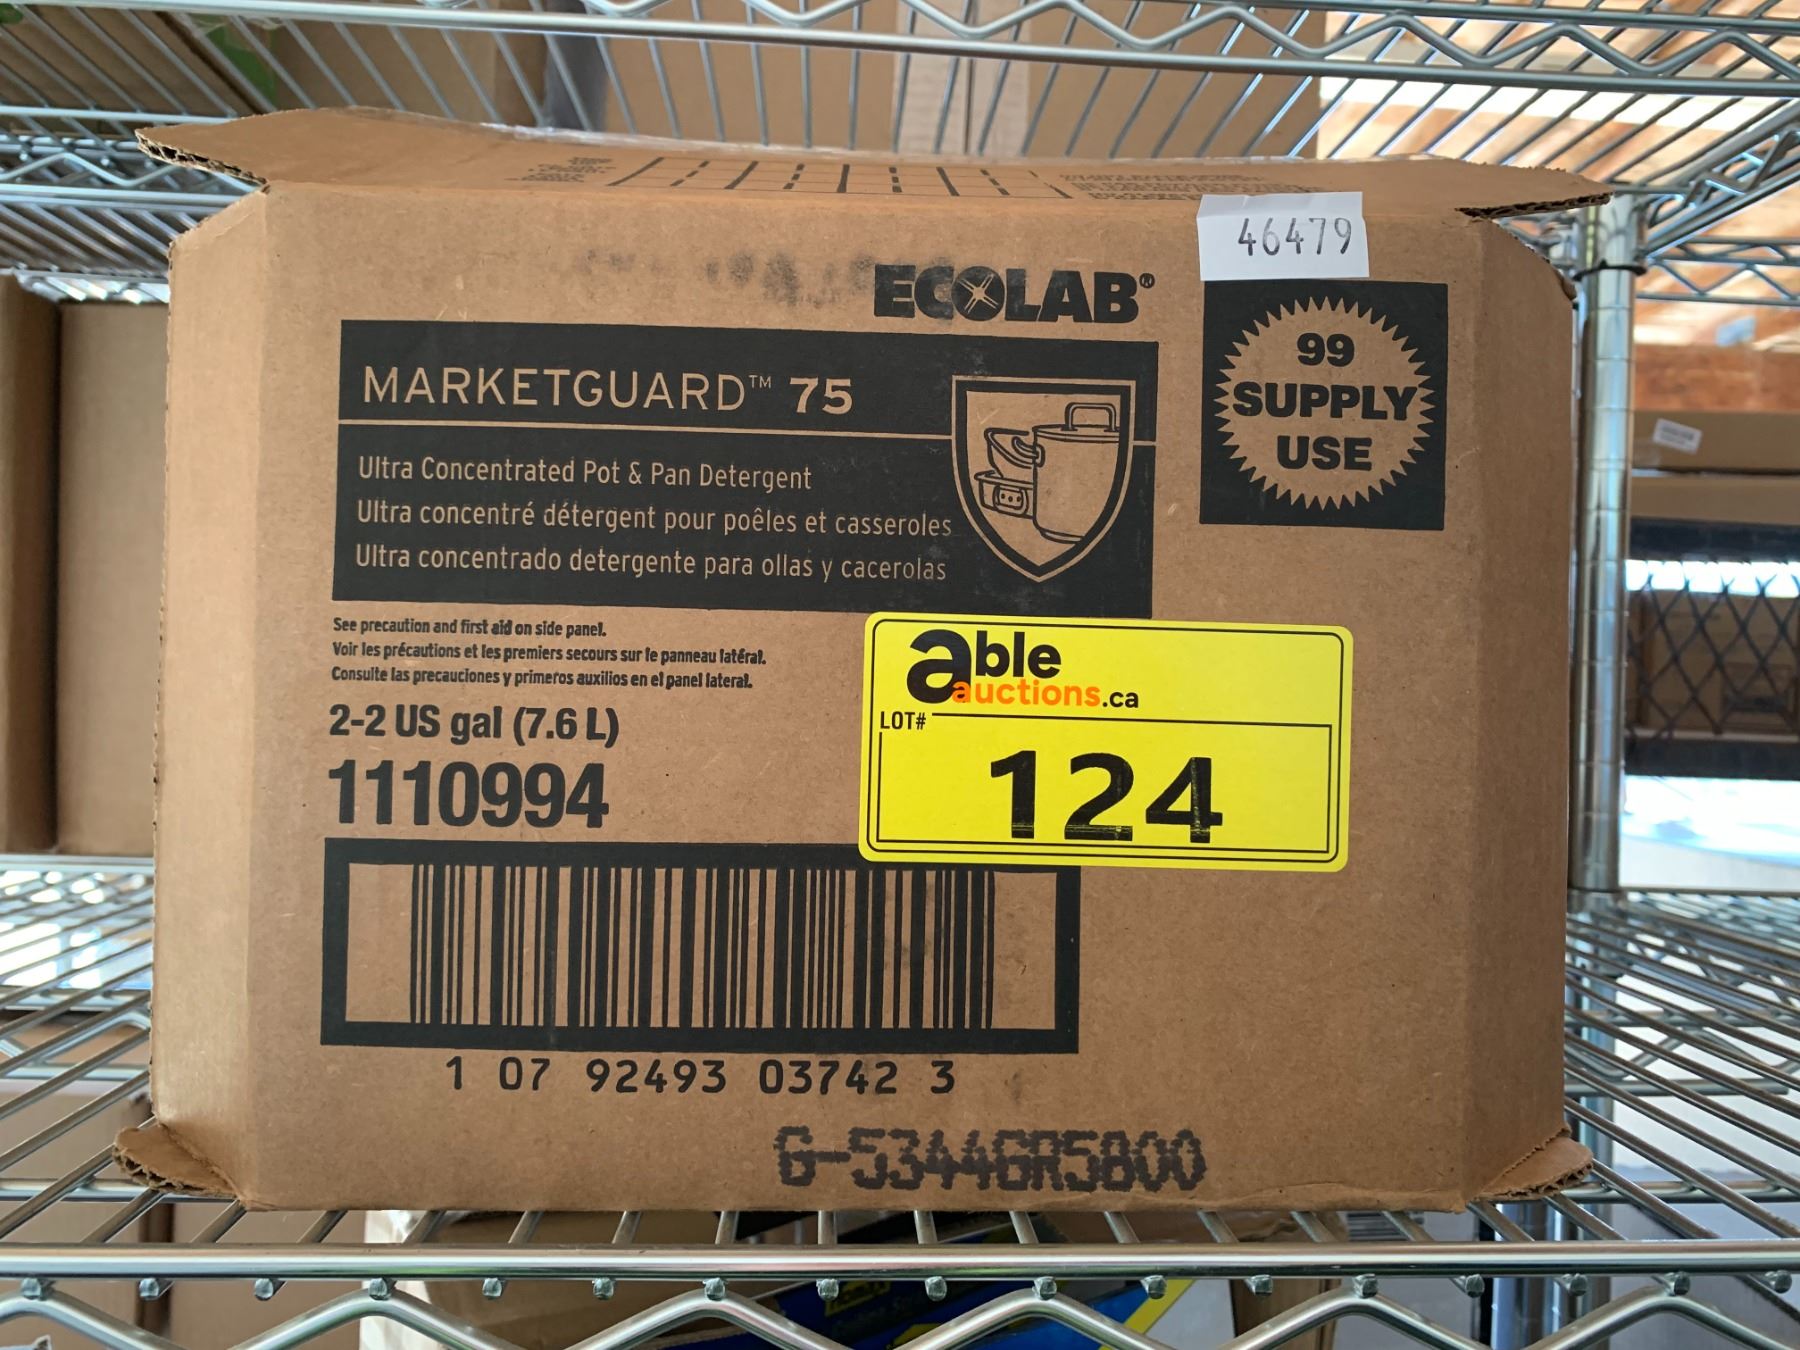 46479
ECOLAB®
99
SUPPLY
USE
MARKETGUARD™ 75
Ultra Concentrated Pot & Pan Detergent
Ultra concentré détergent pour poêles et casseroles
Ultra concentrado detergente para ollas y cacerolas
See precaution and first aid on side panel.
Voir les précautions et les premiers secours sur le panneau latéral.
Consulte las precauciones y primeros auxilios en el panel lateral.
2-2 US gal (7.6 L)
1110994
able
auctions.ca
LOT#
124
1 07 92493 03742 3
G-5344GR5800